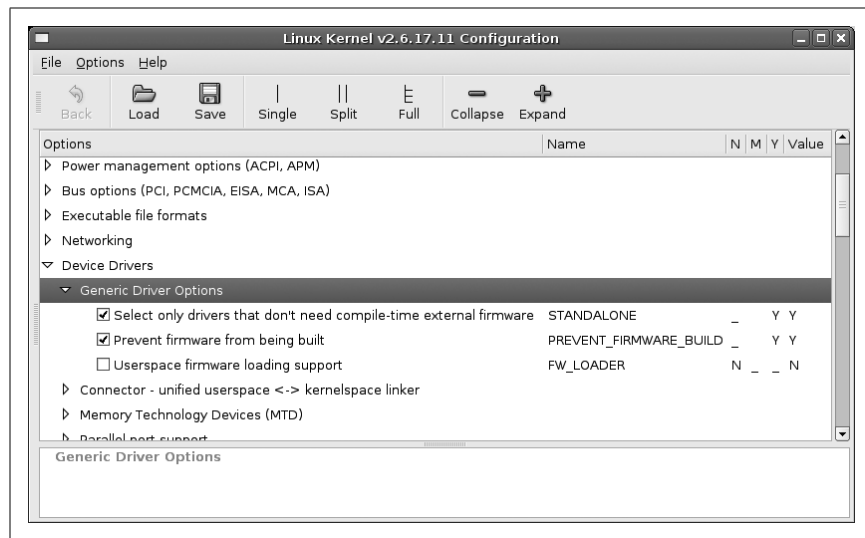 Linux Kernel v2.6.17.11 Configuration
File Options Help
Back Load Save Single Split Full Collapse Expand
Options Name N M Y Value
Power management options (ACPI, APM)
Bus options (PCI, PCMCIA, EISA, MCA, ISA)
Executable file formats
Networking
Device Drivers
Generic Driver Options
Select only drivers that don't need compile-time external firmware STANDALONE _ Y Y
Prevent firmware from being built PREVENT_FIRMWARE_BUILD _ Y Y
Userspace firmware loading support FW_LOADER N _ _ N
Connector - unified userspace <-> kernelspace linker
Memory Technology Devices (MTD)
Parallel port support
Generic Driver Options